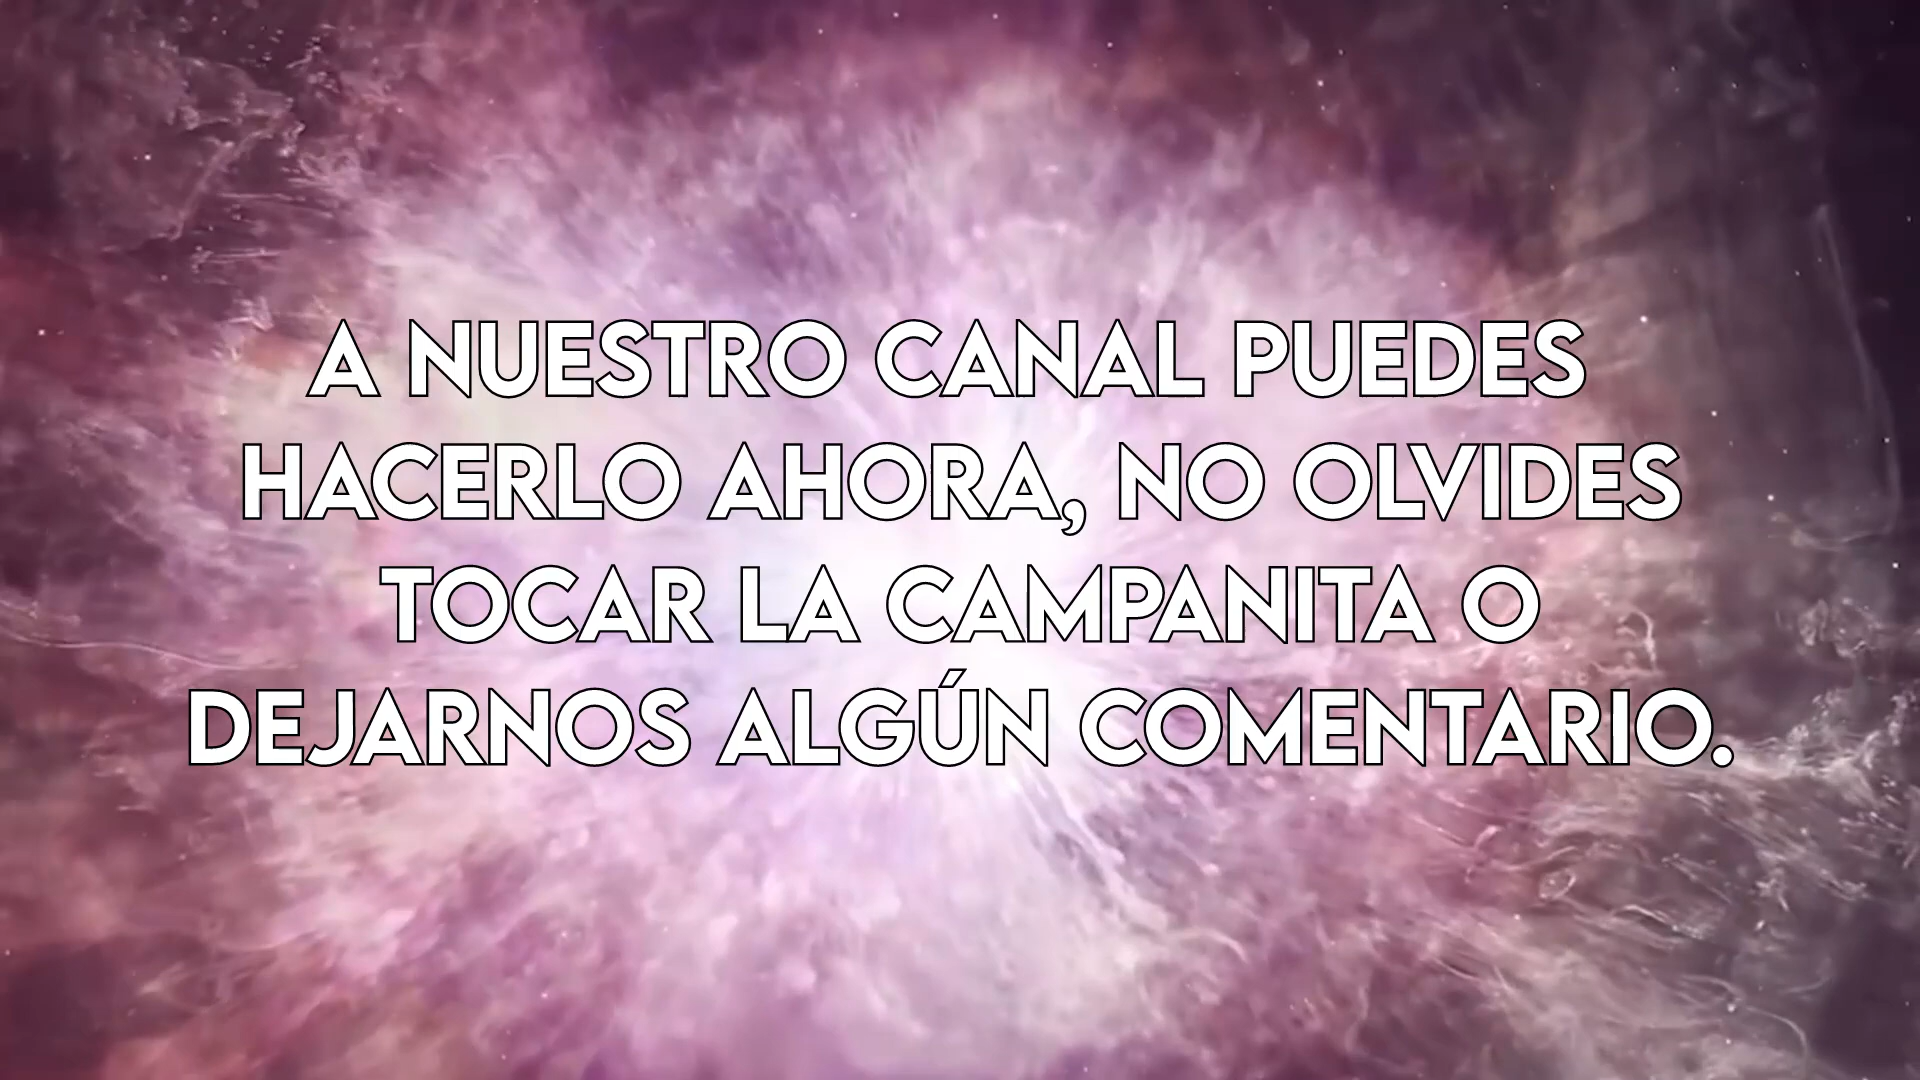 A NUESTRO CANAL PUEDES
HACERLO AHORA, NO OLVIDES
TOCAR LA CAMPANITA O
DEJARNOS ALGÚN COMENTARIO.